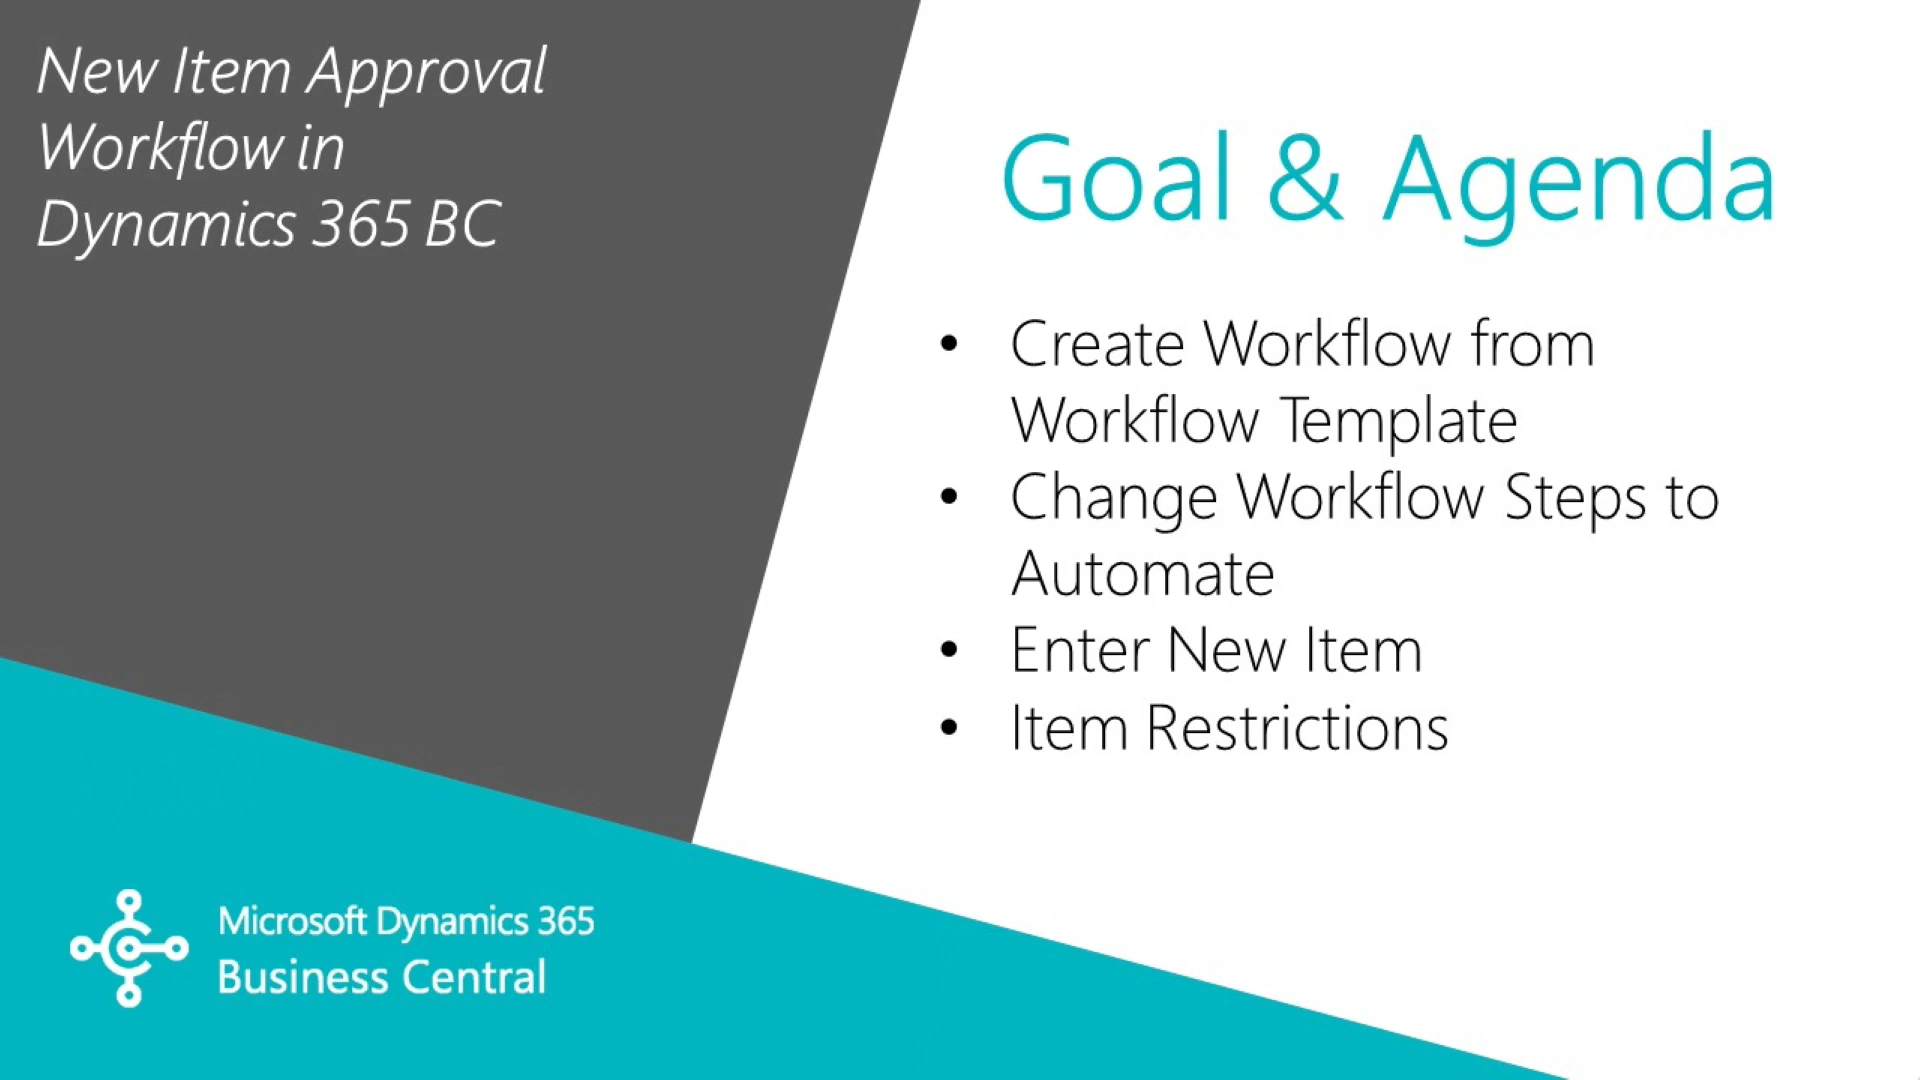 New Item Approval
Workflow in
Dynamics 365 BC
Goal & Agenda
• Create Workflow from
Workflow Template
• Change Workflow Steps to
Automate
• Enter New Item
• Item Restrictions
Microsoft Dynamics 365
Business Central